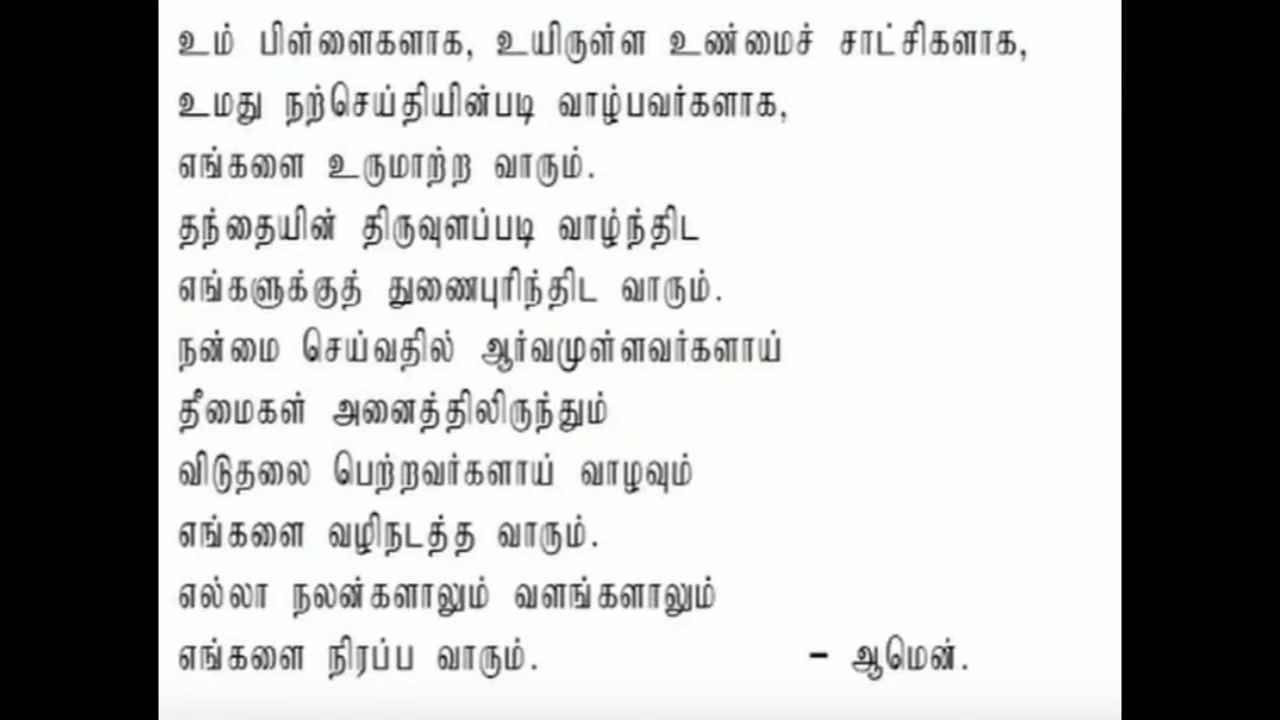 உம் பிள்ளைகளாக, உயிருள்ள உண்மைச் சாட்சிகளாக,
உமது நற்செய்தியின்படி வாழ்பவர்களாக,
எங்களை உருமாற்ற வாரும்.
தந்தையின் திருவுளப்படி வாழ்ந்திட
எங்களுக்குத் துணைபுரிந்திட வாரும்.
நன்மை செய்வதில் ஆர்வமுள்ளவர்களாய்
தீமைகள் அனைத்திலிருந்தும்
விடுதலை பெற்றவர்களாய் வாழவும்
எங்களை வழிநடத்த வாரும்.
எல்லா நலன்களாலும் வளங்களாலும்
எங்களை நிரப்ப வாரும். - ஆமென்.